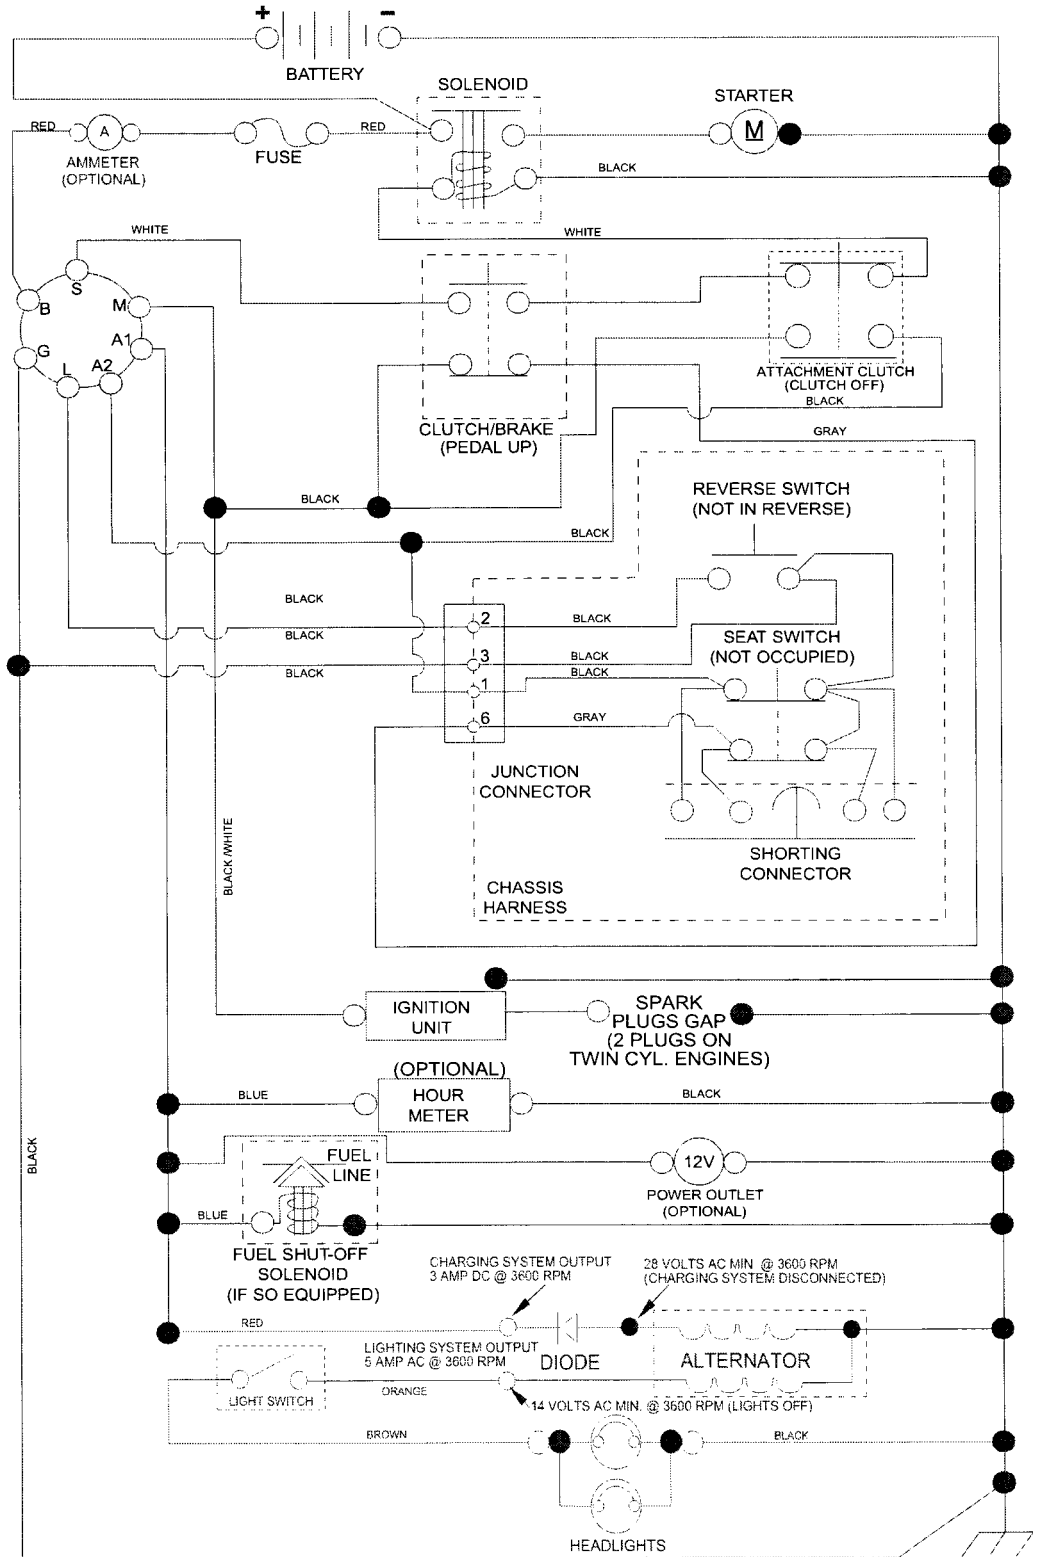 + −
BATTERY
SOLENOID
STARTER
RED
A
RED
M
FUSE
AMMETER
(OPTIONAL)
BLACK
WHITE
WHITE
S
B
M
A1
G
A2
L
ATTACHMENT CLUTCH
(CLUTCH OFF)
BLACK
CLUTCH/BRAKE
(PEDAL UP)
GRAY
BLACK
REVERSE SWITCH
(NOT IN REVERSE)
BLACK
BLACK
2
BLACK
BLACK
SEAT SWITCH
(NOT OCCUPIED)
3
BLACK
BLACK
BLACK
1
6
GRAY
JUNCTION
CONNECTOR
BLACK/WHITE
SHORTING
CONNECTOR
CHASSIS
HARNESS
IGNITION
UNIT
SPARK
PLUGS GAP
(2 PLUGS ON
TWIN CYL. ENGINES)
(OPTIONAL)
HOUR
METER
BLUE
BLACK
BLACK
FUEL
LINE
12V
POWER OUTLET
(OPTIONAL)
BLUE
FUEL SHUT-OFF
SOLENOID
(IF SO EQUIPPED)
CHARGING SYSTEM OUTPUT
3 AMP DC @ 3600 RPM
28 VOLTS AC MIN @ 3600 RPM
(CHARGING SYSTEM DISCONNECTED)
RED
LIGHTING SYSTEM OUTPUT
5 AMP AC @ 3600 RPM
DIODE
ALTERNATOR
LIGHT SWITCH
ORANGE
14 VOLTS AC MIN. @ 3600 RPM (LIGHTS OFF)
BROWN
BLACK
HEADLIGHTS